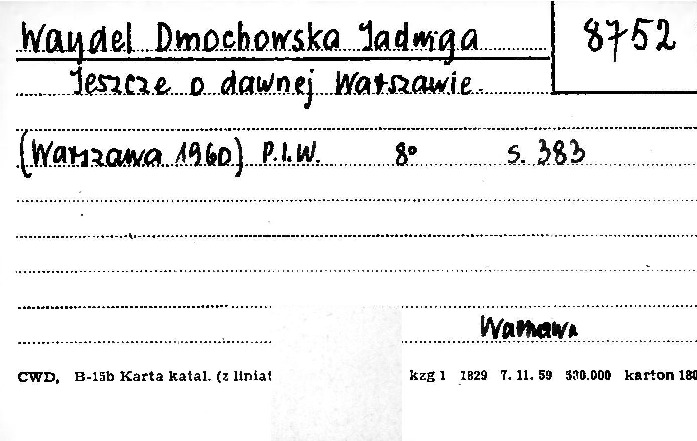 Waydel Dmochowska Jadwiga
8752
Jeszcze o dawnej Warszawie.
(Warszawa 1960) P.I.W. 8° s. 383
Warszawa
CWD, B-15b Karta katal. (z liniat kzg 1 1829 7. 11. 59 530.000 karton 180